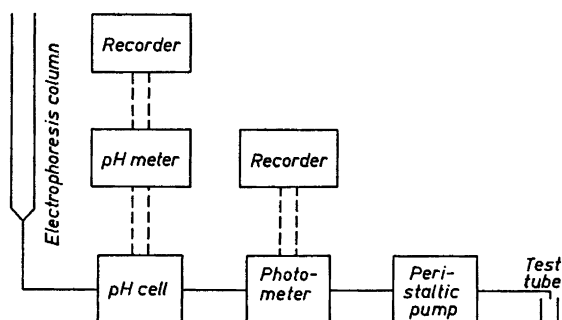 Electrophoresis column
Recorder
pH meter
Recorder
pH cell
Photo-
meter
Peri-
staltic
pump
Test
tube